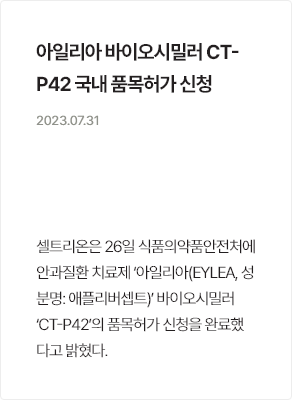 아일리아 바이오시밀러 CT-
P42 국내 품목허가 신청
2023.07.31
셀트리온은 26일 식품의약품안전처에
안과질환 치료제 ‘아일리아(EYLEA, 성
분명: 애플리버셉트)’ 바이오시밀러
‘CT-P42’의 품목허가 신청을 완료했
다고 밝혔다.